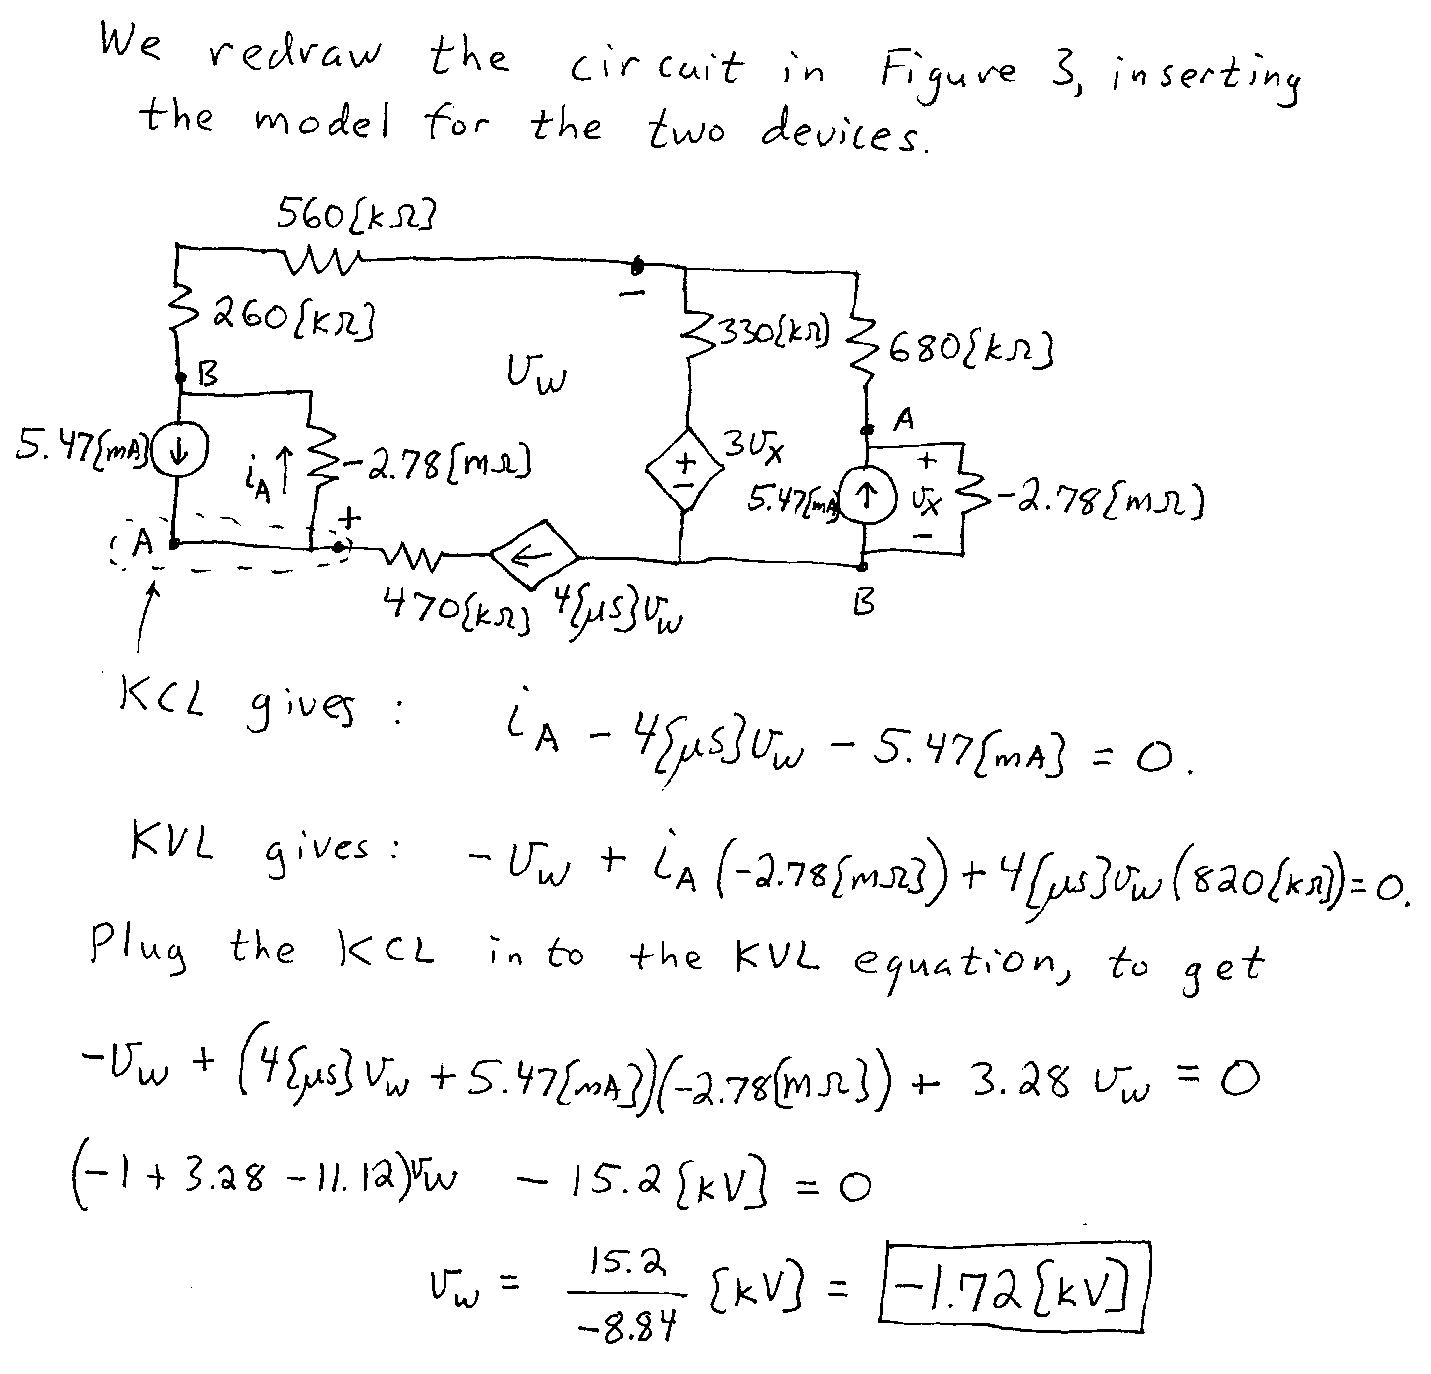 We redraw the circuit in Figure 3, inserting
the model for the two devices.
560[kΩ]
260[kΩ]
-
330[kΩ]
680[kΩ]
B
v_w
A
5.47[mA]
i_A
-2.78[mΩ]
+
-
3v_x
5.47[mA]
+
v_x
-
-2.78[mΩ]
A
+
470[kΩ]
4[μS]v_w
B
KCL gives: i_A - 4[μS]v_w - 5.47[mA] = 0.
KVL gives: -v_w + i_A(-2.78[mΩ]) + 4[μS]v_w(820[kΩ]) = 0.
Plug the KCL in to the KVL equation, to get
-v_w + (4[μS]v_w + 5.47[mA])(-2.78[mΩ]) + 3.28 v_w = 0
(-1 + 3.28 - 11.12)v_w - 15.2[kV] = 0
v_w = 15.2 / -8.84 [kV] = -1.72[kV]